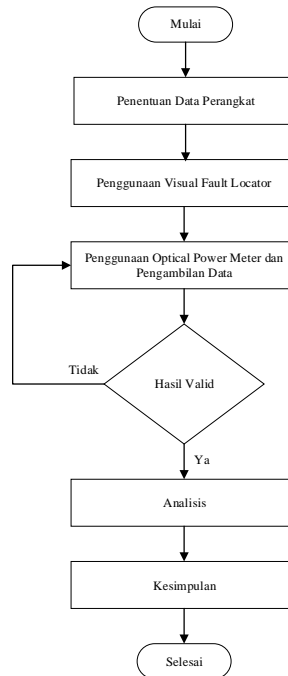 Mulai
Penentuan Data Perangkat
Penggunaan Visual Fault Locator
Penggunaan Optical Power Meter dan
Pengambilan Data
Tidak
Hasil Valid
Ya
Analisis
Kesimpulan
Selesai